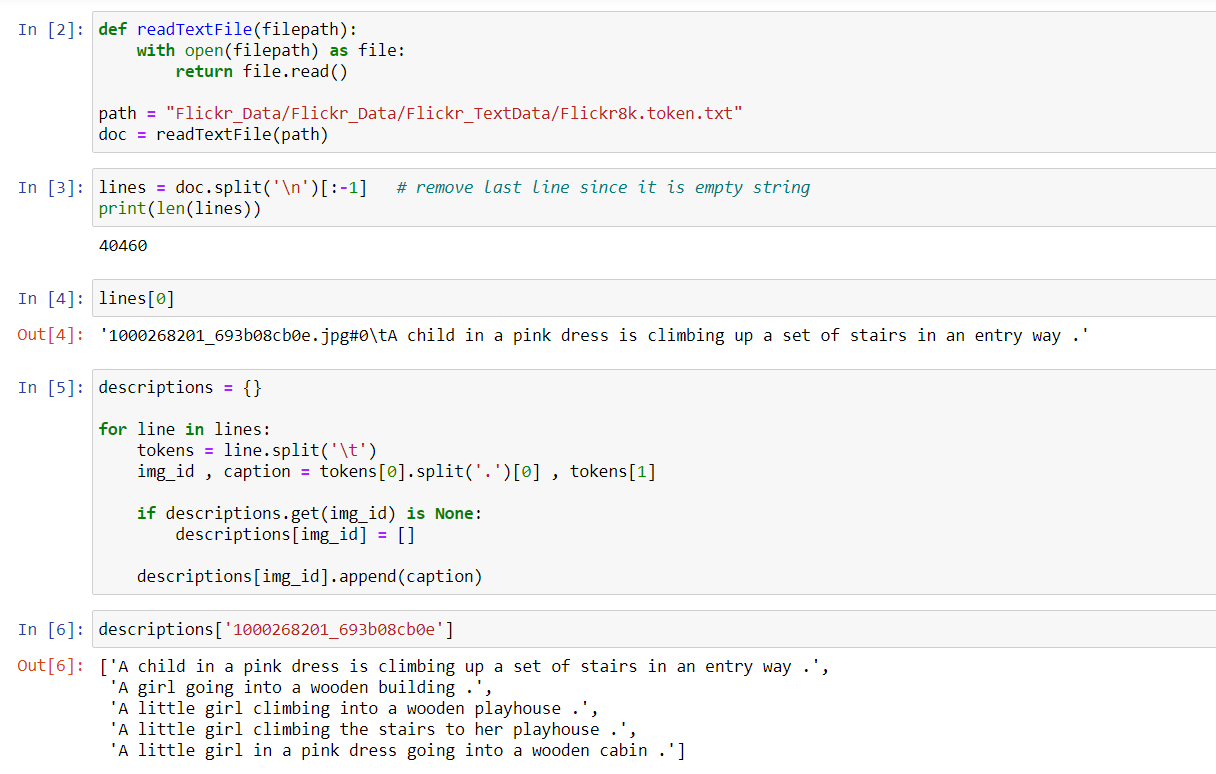 In [2]: def readTextFile(filepath):
    with open(filepath) as file:
        return file.read()
path = "Flickr_Data/Flickr_Data/Flickr_TextData/Flickr8k.token.txt"
doc = readTextFile(path)
In [3]: lines = doc.split('\n')[:-1]   # remove last line since it is empty string
print(len(lines))
40460
In [4]: lines[0]
Out[4]: '1000268201_693b08cb0e.jpg#0\tA child in a pink dress is climbing up a set of stairs in an entry way .'
In [5]: descriptions = {}
for line in lines:
    tokens = line.split('\t')
    img_id , caption = tokens[0].split('.')[0] , tokens[1]
    if descriptions.get(img_id) is None:
        descriptions[img_id] = []
    descriptions[img_id].append(caption)
In [6]: descriptions['1000268201_693b08cb0e']
Out[6]: ['A child in a pink dress is climbing up a set of stairs in an entry way .',
 'A girl going into a wooden building .',
 'A little girl climbing into a wooden playhouse .',
 'A little girl climbing the stairs to her playhouse .',
 'A little girl in a pink dress going into a wooden cabin .']